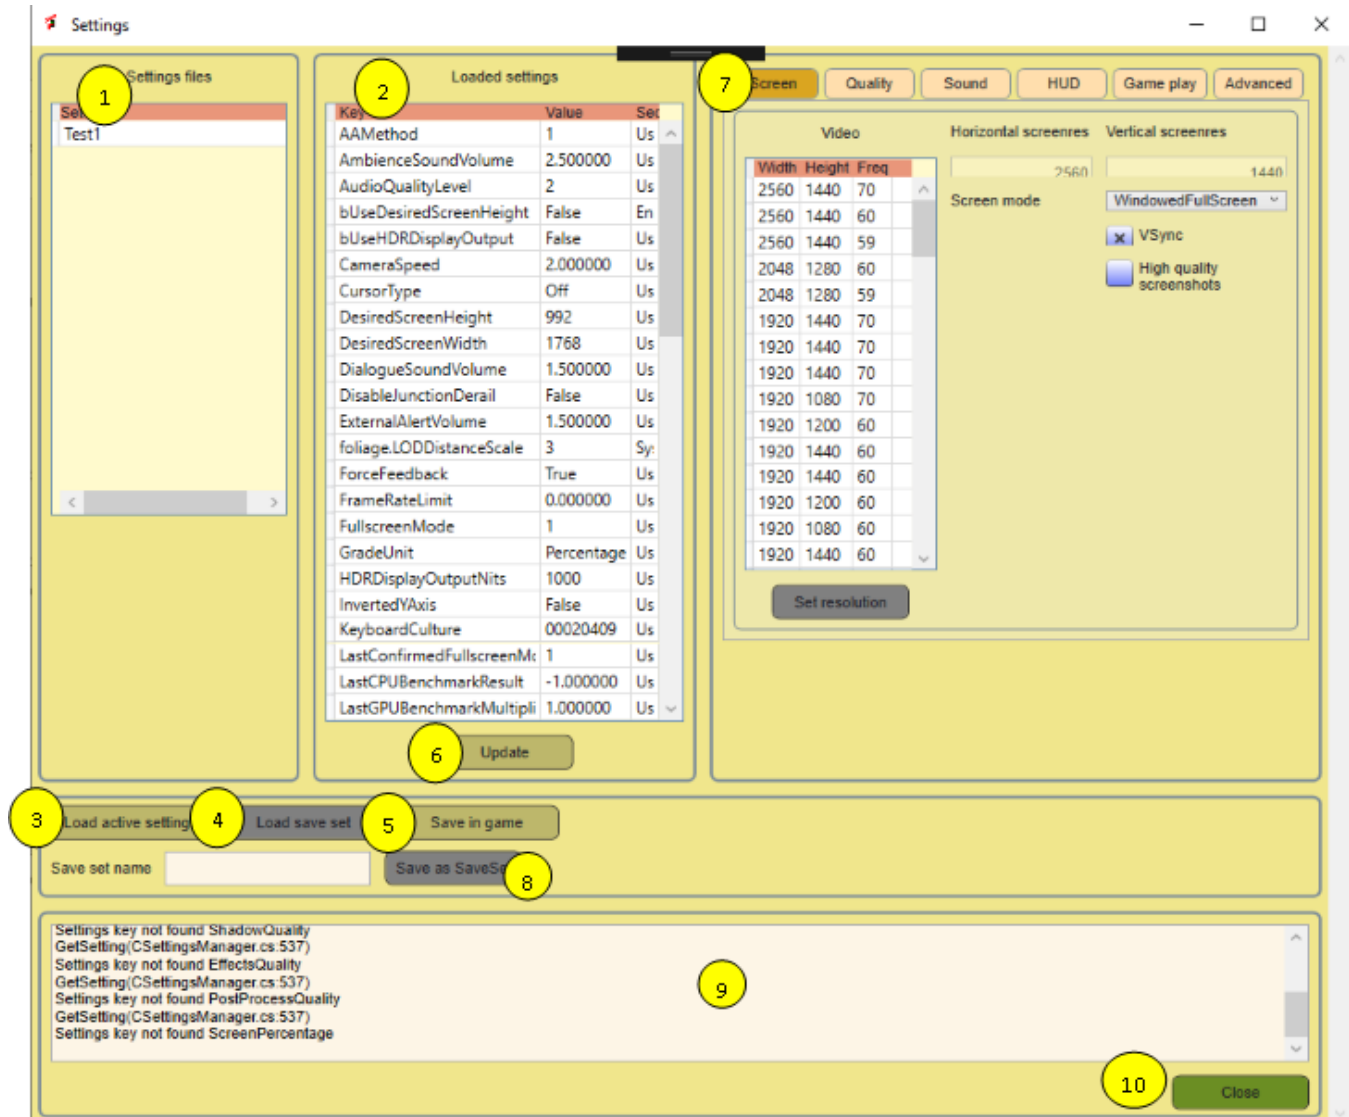 Settings
Settings files
1
Test1
Loaded settings
2
Key Value Sec
AAMethod 1 Us
AmbienceSoundVolume 2.500000 Us
AudioQualityLevel 2 Us
bUseDesiredScreenHeight False En
bUseHDRDisplayOutput False Us
CameraSpeed 2.000000 Us
CursorType Off Us
DesiredScreenHeight 992 Us
DesiredScreenWidth 1768 Us
DialogueSoundVolume 1.500000 Us
DisableJunctionDerail False Us
ExternalAlertVolume 1.500000 Us
foliage.LODDistanceScale 3 Sy:
ForceFeedback True Us
FrameRateLimit 0.000000 Us
FullscreenMode 1 Us
GradeUnit Percentage Us
HDRDisplayOutputNits 1000 Us
InvertedYAxis False Us
KeyboardCulture 00020409 Us
LastConfirmedFullscreenMc 1 Us
LastCPUBenchmarkResult -1.000000 Us
LastGPUBenchmarkMultipli 1.000000 Us
6 Update
7 Screen Quality Sound HUD Game play Advanced
Video
Width Height Freq
2560 1440 70
2560 1440 60
2560 1440 59
2048 1280 60
2048 1280 59
1920 1440 70
1920 1440 70
1920 1440 70
1920 1080 70
1920 1200 60
1920 1440 60
1920 1440 60
1920 1200 60
1920 1080 60
1920 1440 60
Set resolution
Horizontal screenres Vertical screenres
2560 1440
Screen mode WindowedFullScreen
x VSync
High quality
screenshots
3 Load active setting 4 Load save set 5 Save in game
Save set name Save as SaveSe 8
Settings key not found ShadowQuality
GetSetting(CSettingsManager.cs:537)
Settings key not found EffectsQuality
GetSetting(CSettingsManager.cs:537)
Settings key not found PostProcessQuality
GetSetting(CSettingsManager.cs:537)
Settings key not found ScreenPercentage
9
10 Close